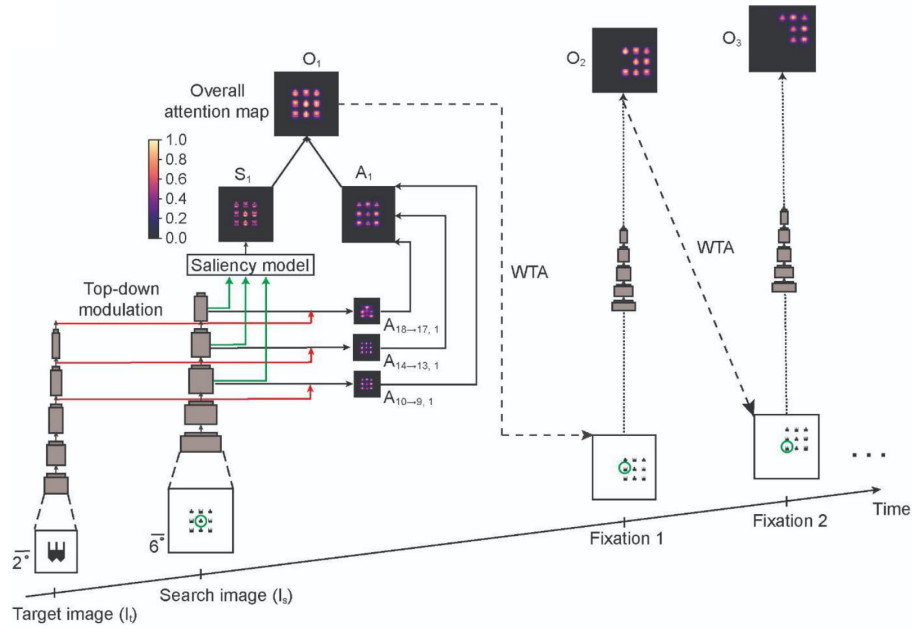 O₁
Overall
attention map
1.0
0.8
0.6
0.4
0.2
0.0
S₁
A₁
Saliency model
Top-down
modulation
A₁₈→₁₇, ₁
A₁₄→₁₃, ₁
A₁₀→₉, ₁
WTA
O₂
WTA
O₃
2°
6°
Target image (Iₜ)
Search image (Iₛ)
Fixation 1
Fixation 2
Time
. . .